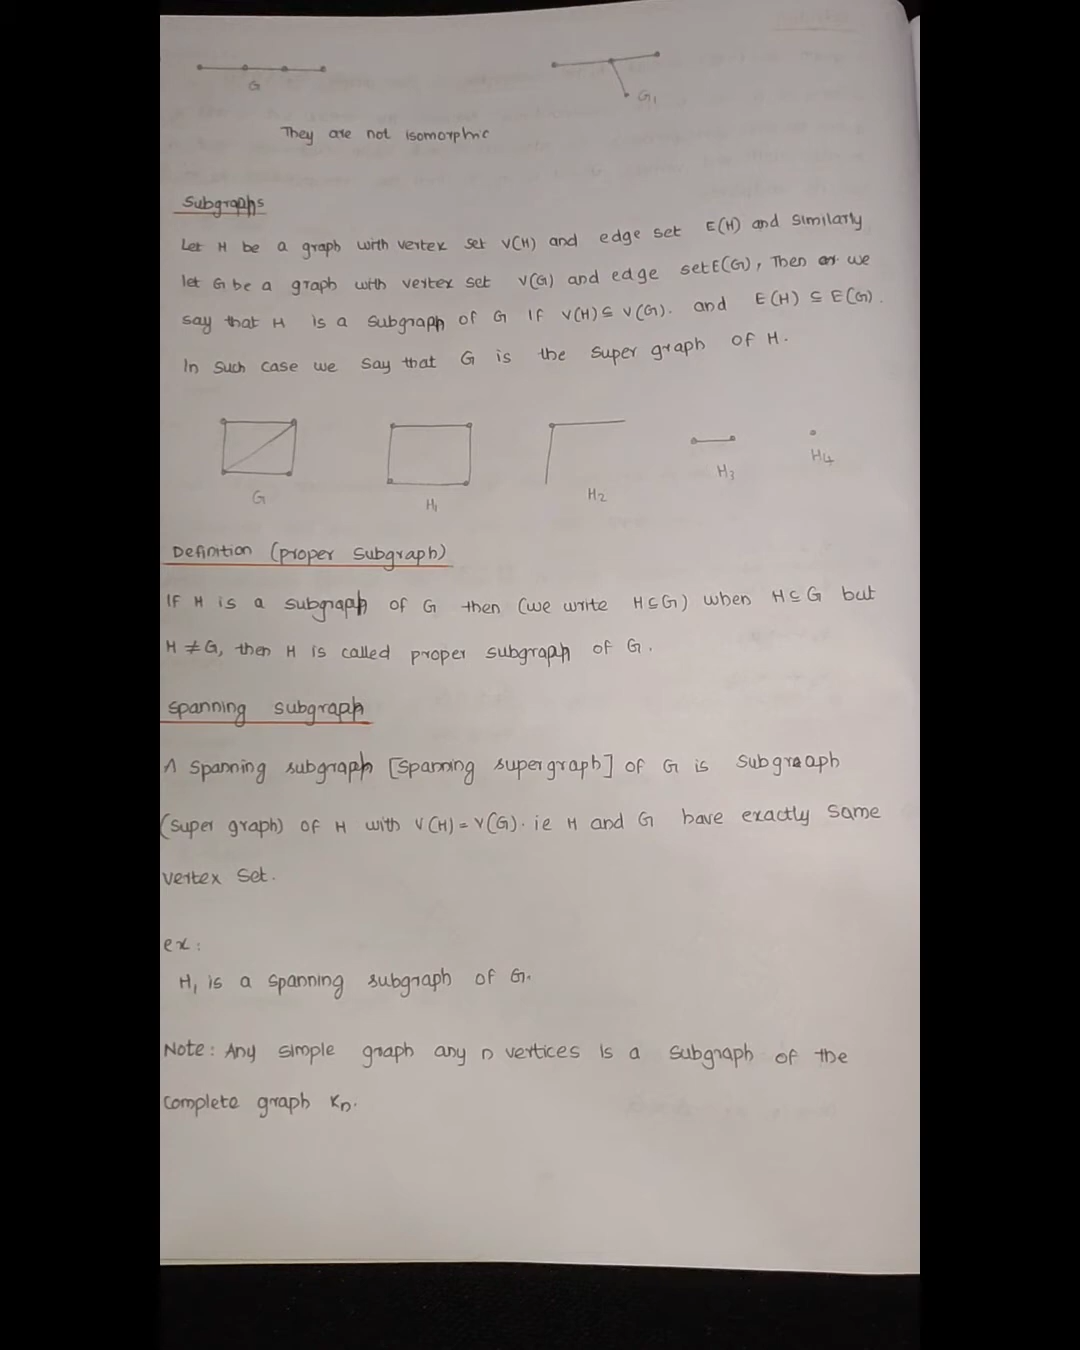 G
G1
They are not isomorphic
Subgraphs
Let H be a graph with vertex set V(H) and edge set E(H) and similarly
let G be a graph with vertex set V(G) and edge set E(G), Then we
say that H is a subgraph of G If V(H) ⊆ V(G). and E(H) ⊆ E(G).
In such case we say that G is the super graph of H.
G H1 H2 H3 H4
Definition (proper subgraph)
If H is a subgraph of G then (we write H⊆G) when H⊆G but
H ≠ G, then H is called proper subgraph of G.
spanning subgraph
A spanning subgraph [spanning supergraph] of G is subgraaph
(super graph) of H with V(H) = V(G). ie H and G have exactly same
vertex set.
ex:
H1 is a spanning subgraph of G.
Note: Any simple graph any n vertices is a subgraph of the
complete graph Kn.